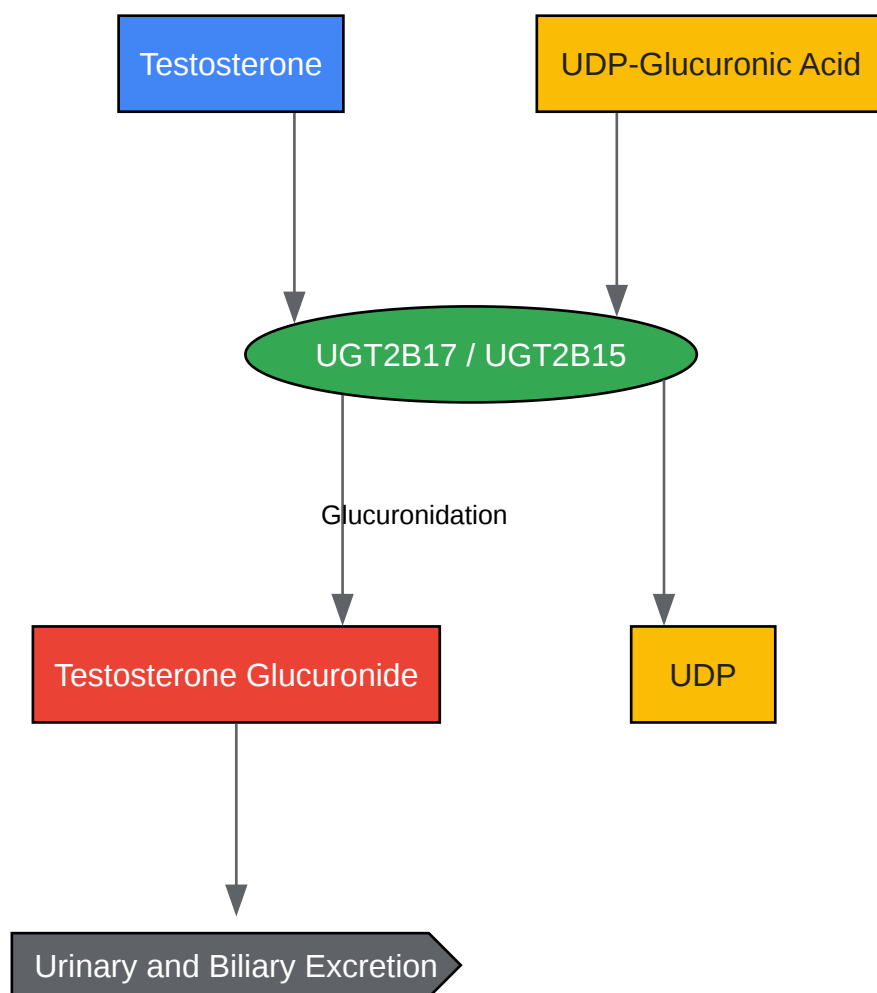 Testosterone
UDP-Glucuronic Acid
UGT2B17 / UGT2B15
Glucuronidation
Testosterone Glucuronide
UDP
Urinary and Biliary Excretion